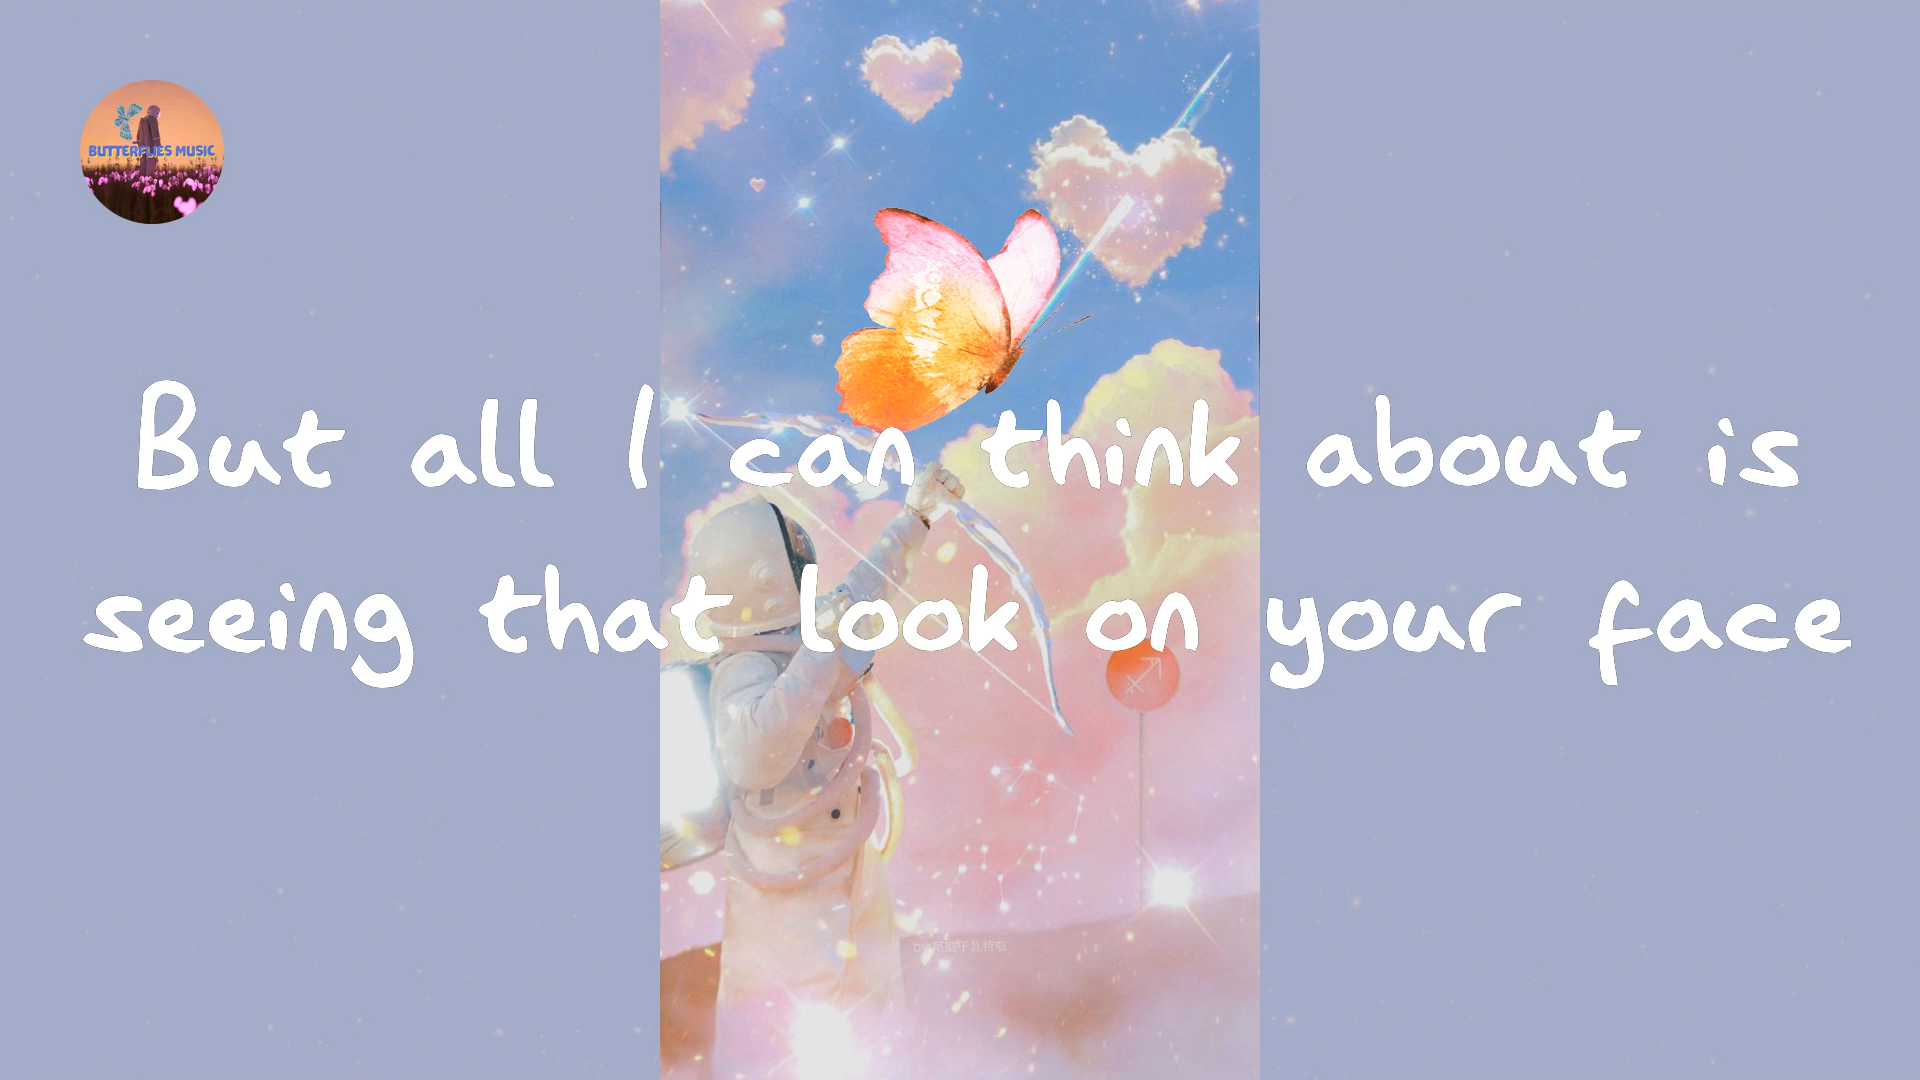 BUTTERFLIES MUSIC
But all I can think about is
seeing that look on your face